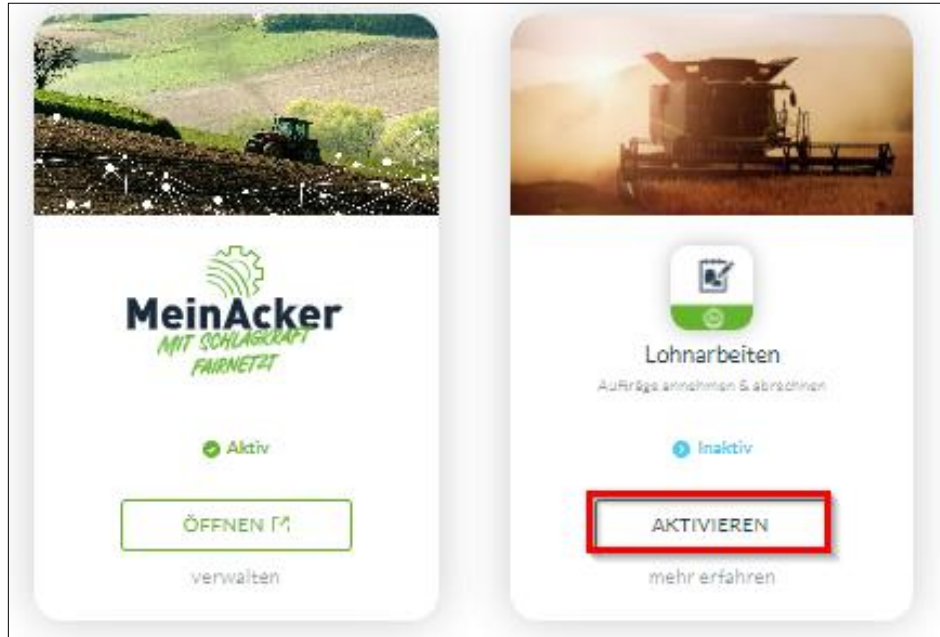 MeinAcker
MIT SCHLAGKRAFT
FAIRNETZT
Aktiv
ÖFFNEN
verwalten
Lohnarbeiten
Aufträge annehmen & abrechnen
Inaktiv
AKTIVIEREN
mehr erfahren